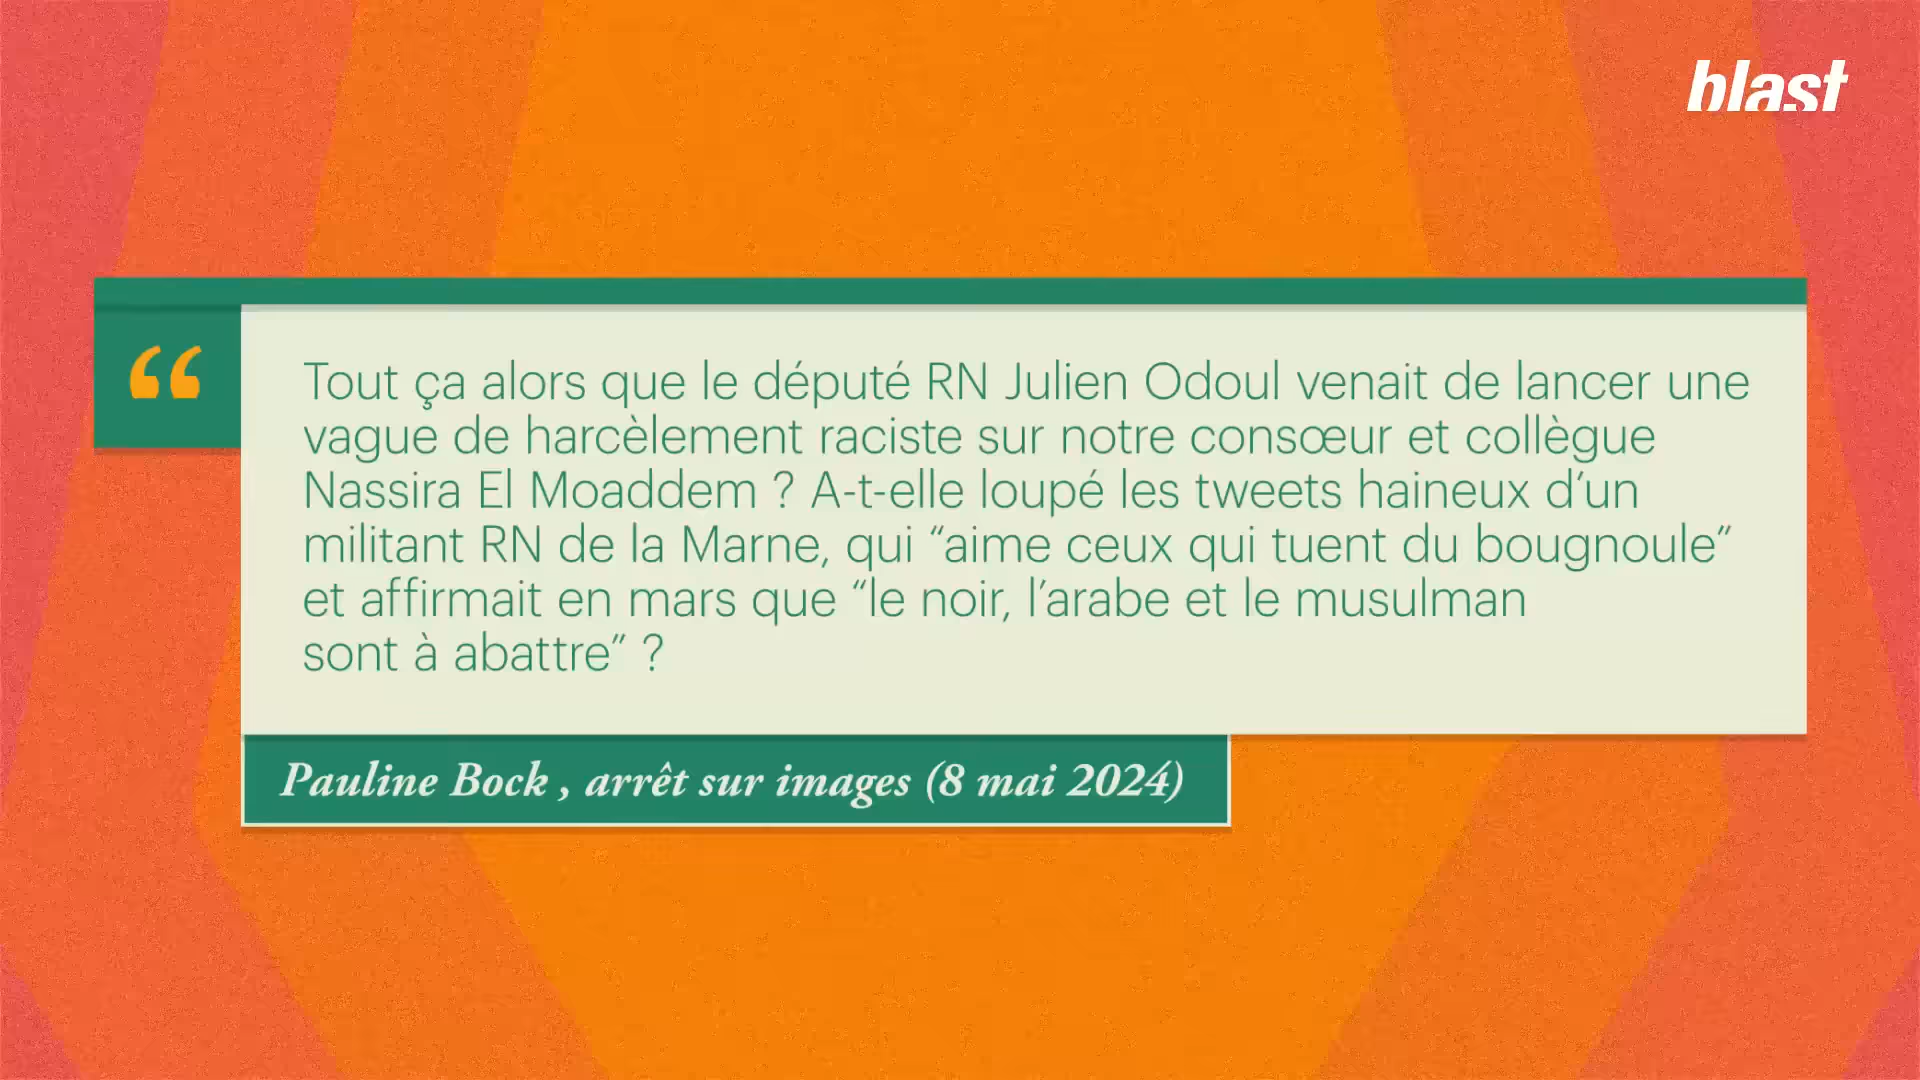 blast
“
Tout ça alors que le député RN Julien Odoul venait de lancer une
vague de harcèlement raciste sur notre consœur et collègue
Nassira El Moaddem ? A-t-elle loupé les tweets haineux d’un
militant RN de la Marne, qui “aime ceux qui tuent du bougnoule”
et affirmait en mars que “le noir, l’arabe et le musulman
sont à abattre” ?
Pauline Bock , arrêt sur images (8 mai 2024)